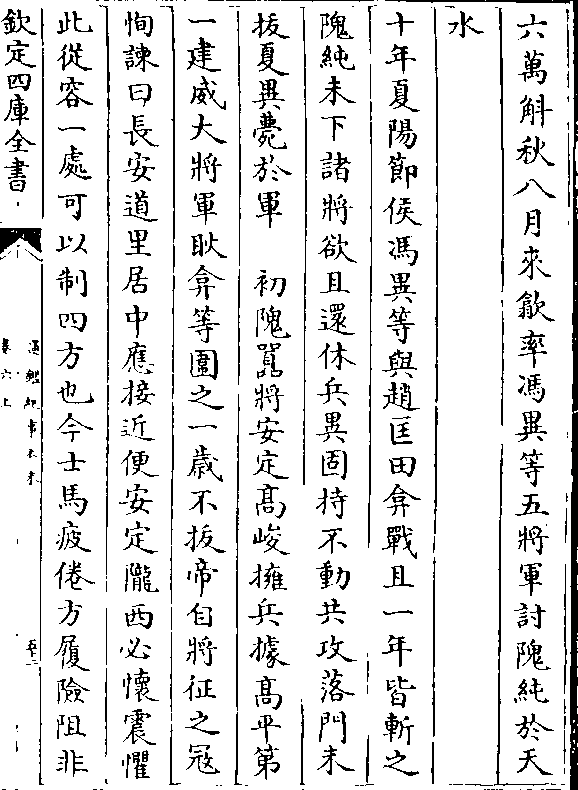 六萬斛秋八月來歙率馮異等五將軍討隗純於天
水
十年夏陽節侯馮異等與趙匡田弇戰且一年皆斬之
隗純未下諸將欲且還休兵異固持不動共攻落門未
拔夏異薨於軍　初隗囂將安定髙峻擁兵據髙平第
一建威大將軍耿弇等圍之一歳不拔帝自將征之冦
恂諫曰長安道里居中應接近便安定隴西必懷震懼
此從容一處可以制四方也今士馬疲倦方履險阻非
欽定四庫全書
通鑑紀事本末
卷六上